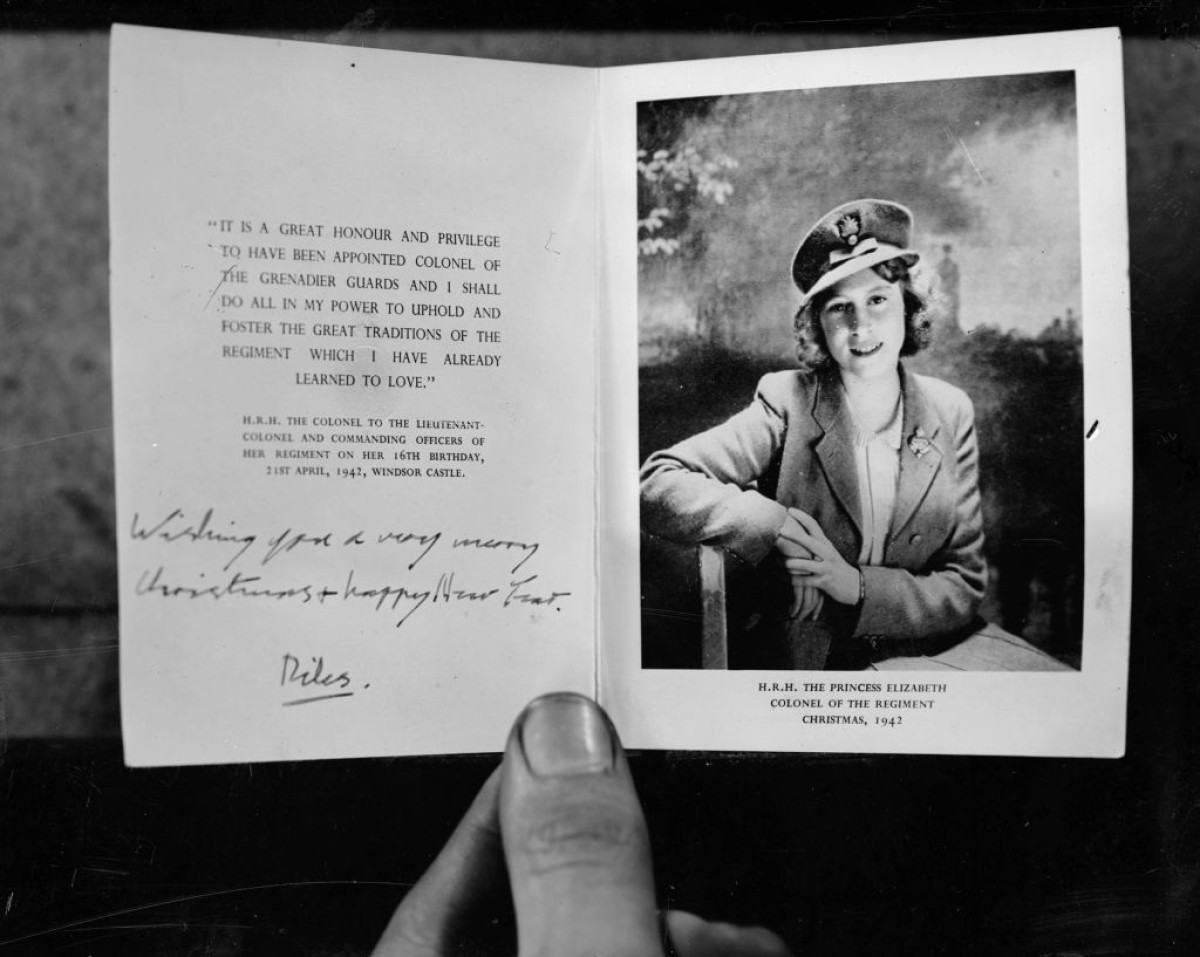 "IT IS A GREAT HONOUR AND PRIVILEGE
TO HAVE BEEN APPOINTED COLONEL OF
THE GRENADIER GUARDS AND I SHALL
DO ALL IN MY POWER TO UPHOLD AND
FOSTER THE GREAT TRADITIONS OF THE
REGIMENT WHICH I HAVE ALREADY
LEARNED TO LOVE."
H.R.H. THE COLONEL TO THE LIEUTENANT-
COLONEL AND COMMANDING OFFICERS OF
HER REGIMENT ON HER 16TH BIRTHDAY,
21ST APRIL, 1942, WINDSOR CASTLE.
Wishing you a very merry
Christmas + happy New Year.
Miles.
H.R.H. THE PRINCESS ELIZABETH
COLONEL OF THE REGIMENT
CHRISTMAS, 1942